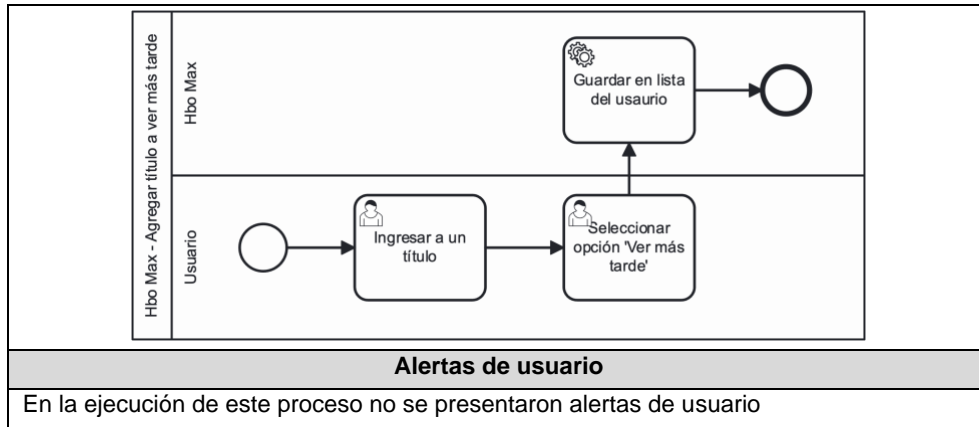 Hbo Max - Agregar título a ver más tarde
Hbo Max
Guardar en lista
del usaurio
Usuario
Ingresar a un
título
Seleccionar
opción 'Ver más
tarde'
Alertas de usuario
En la ejecución de este proceso no se presentaron alertas de usuario